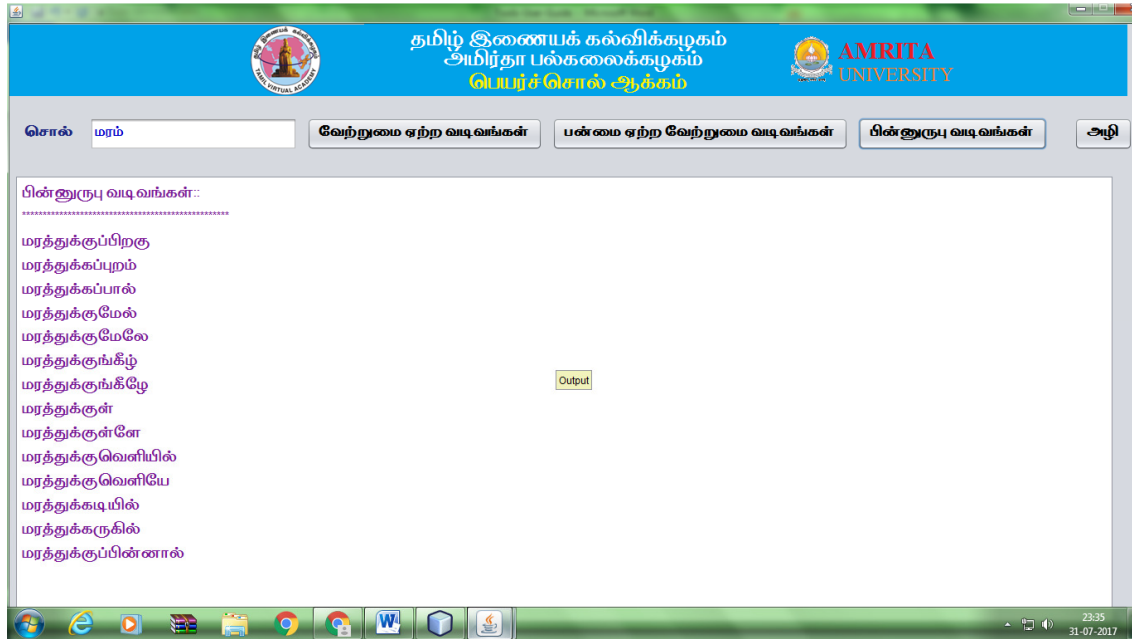 தமிழ் இணையக் கல்விக்கழகம்
அமிர்தா பல்கலைக்கழகம்
பெயர்ச்சொல் ஆக்கம்
TAMIL VIRTUAL ACADEMY
AMRITA
UNIVERSITY
சொல் மரம் வேற்றுமை ஏற்ற வடிவங்கள் பன்மை ஏற்ற வேற்றுமை வடிவங்கள் பின்னுருபு வடிவங்கள் அழி
பின்னுருபு வடிவங்கள்::
**************************************************
மரத்துக்குப்பிறகு
மரத்துக்கப்புறம்
மரத்துக்கப்பால்
மரத்துக்குமேல்
மரத்துக்குமேலே
மரத்துக்குங்கீழ்
மரத்துக்குங்கீழே
மரத்துக்குள்
மரத்துக்குள்ளே
மரத்துக்குவெளியில்
மரத்துக்குவெளியே
மரத்துக்கடியில்
மரத்துக்கருகில்
மரத்துக்குப்பின்னால்
Output
23:35
31-07-2017